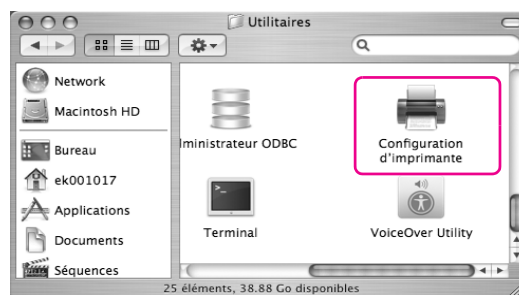 Utilitaires
Network
Macintosh HD
Bureau
ek001017
Applications
Documents
Séquences
lministrateur ODBC
Configuration
d'imprimante
Terminal
VoiceOver Utility
25 éléments, 38.88 Go disponibles